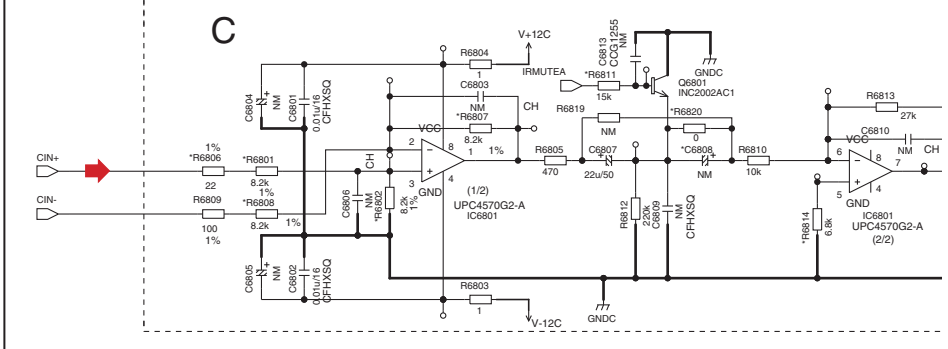 C
V+12C
R6804
1
C6803
NM
CH
*R6807
8.2k
1%
C6804
NM
C6801
0.01u/16
CFHXSQ
VCC
2
8
1
3
4
GND
(1/2)
UPC4570G2-A
IC6801
CIN+
1%
*R6806
22
*R6801
8.2k
1%
CIN-
R6809
100
1%
*R6808
8.2k
1%
CH
C6806
NM
*R6802
8.2k
1%
C6805
NM
C6802
0.01u/16
CFHXSQ
R6803
1
V-12C
IRMUTEA
*R6811
15k
C6813
CCG1255
NM
GNDC
Q6801
INC2002AC1
R6819
NM
*R6820
0
R6805
470
C6807
22u/50
*C6808
NM
R6810
10k
R6812
220k
C6809
NM
CFHXSQ
GNDC
R6813
27k
C6810
NM
CH
VCC
6
8
7
5
4
GND
IC6801
UPC4570G2-A
(2/2)
*R6814
6.8k